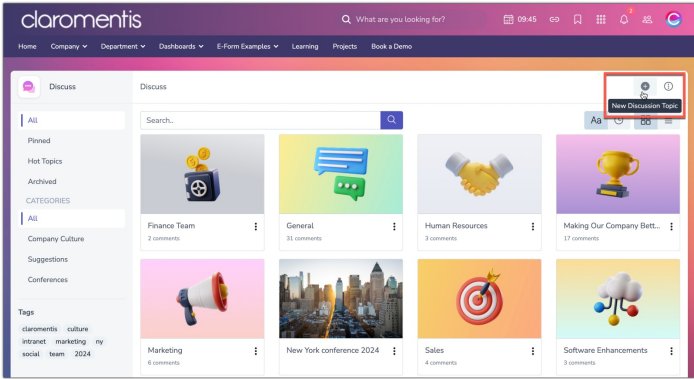 claromentis
What are you looking for?
09:45
3
Home Company Department Dashboards E-Form Examples Learning Projects Book a Demo
Discuss
Discuss
New Discussion Topic
All
Pinned
Hot Topics
Archived
CATEGORIES
All
Company Culture
Suggestions
Conferences
Tags
claromentis culture
intranet marketing ny
social team 2024
Search..
Aa
Finance Team
2 comments
General
31 comments
Human Resources
3 comments
Making Our Company Bett...
17 comments
Marketing
6 comments
New York conference 2024
Sales
4 comments
Software Enhancements
3 comments